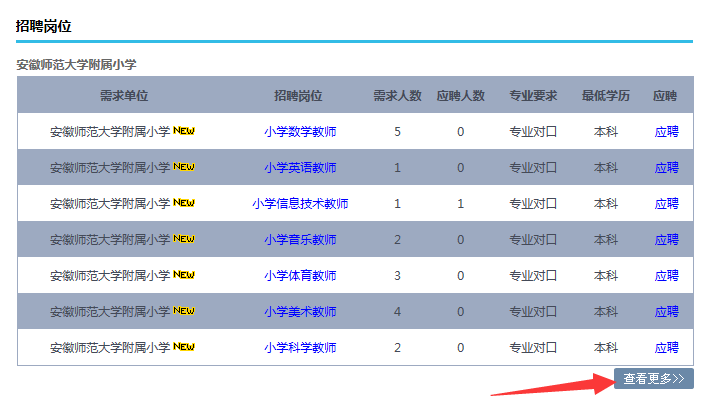 招聘岗位
安徽师范大学附属小学
需求单位 招聘岗位 需求人数 应聘人数 专业要求 最低学历 应聘
安徽师范大学附属小学 NEW 小学数学教师 5 0 专业对口 本科 应聘
安徽师范大学附属小学 NEW 小学英语教师 1 0 专业对口 本科 应聘
安徽师范大学附属小学 NEW 小学信息技术教师 1 1 专业对口 本科 应聘
安徽师范大学附属小学 NEW 小学音乐教师 2 0 专业对口 本科 应聘
安徽师范大学附属小学 NEW 小学体育教师 3 0 专业对口 本科 应聘
安徽师范大学附属小学 NEW 小学美术教师 4 0 专业对口 本科 应聘
安徽师范大学附属小学 NEW 小学科学教师 2 0 专业对口 本科 应聘
查看更多>>